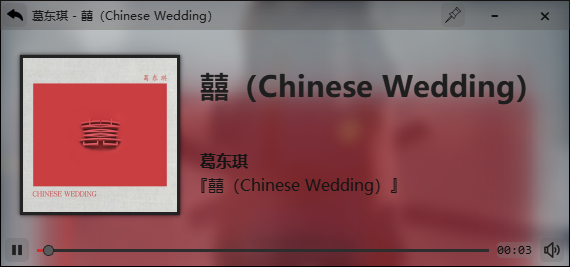 葛东琪 - 囍（Chinese Wedding）
囍（Chinese Wedding）
葛东琪
CHINESE WEDDING
葛东琪
『囍（Chinese Wedding）』
00:03